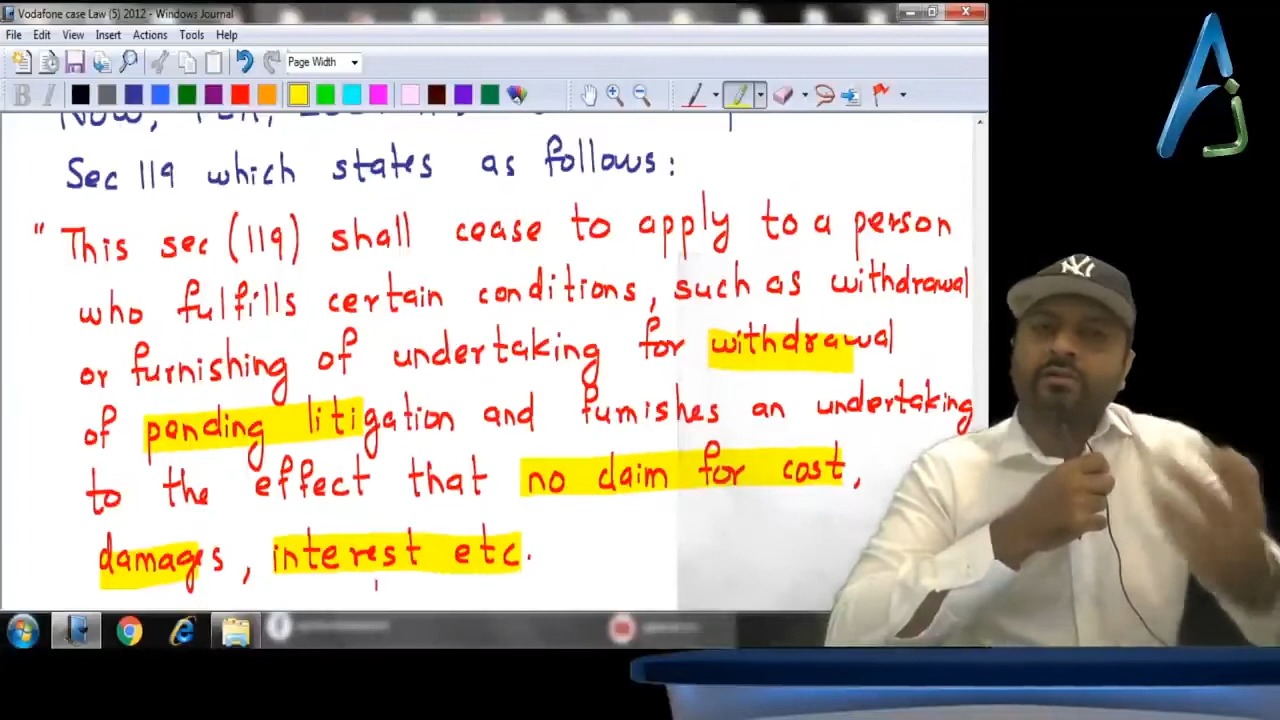 Vodafone case Law (5) 2012 - Windows Journal
File Edit View Insert Actions Tools Help
Page Width
Now,
Sec 119 which states as follows:
" This sec (119) shall cease to apply to a person
who fulfills certain conditions, such as withdrawal
or furnishing of undertaking for withdrawal
of pending litigation and furnishes an undertaking
to the effect that no claim for cost,
damages, interest etc.